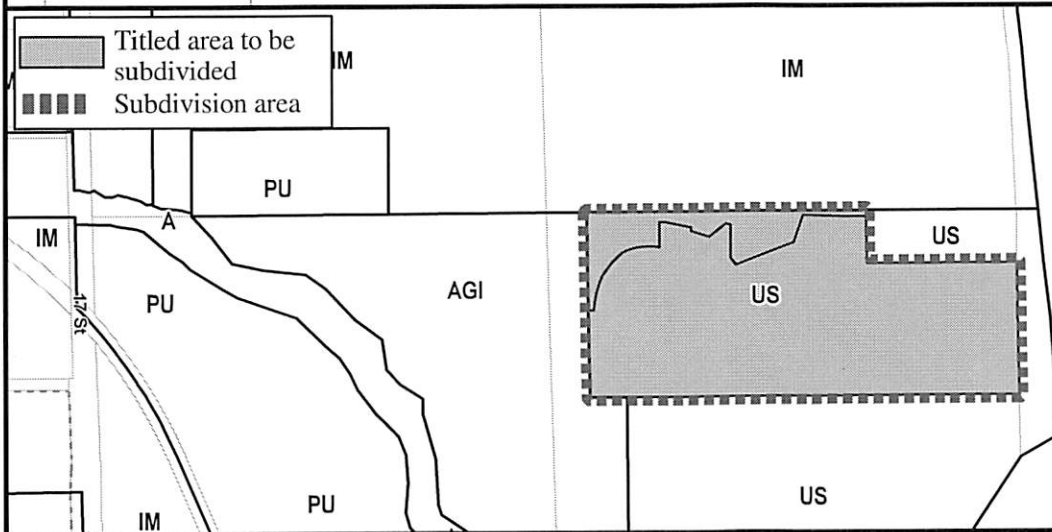 Titled area to be
subdivided
Subdivision area
IM
IM
PU
A
IM
US
17 St
PU
AGI
US
PU
US
IM